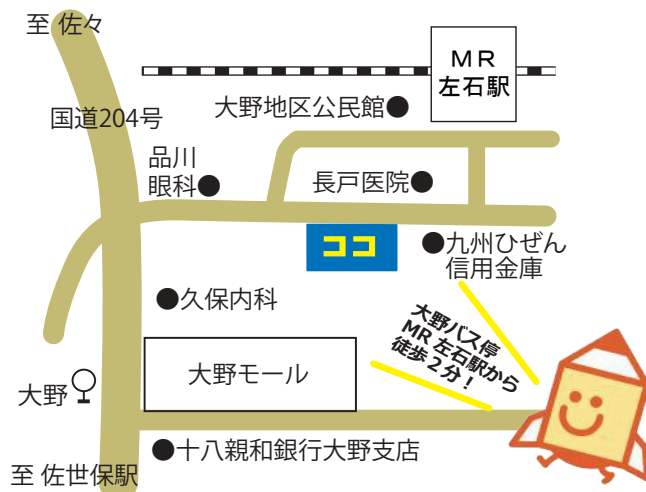 至 佐々
MR
左石駅
大野地区公民館●
国道204号
品川
眼科●
長戸医院●
ココ
●九州ひぜん
信用金庫
●久保内科
大野バス停
MR 左石駅から
徒歩２分！
大野モール
大野
●十八親和銀行大野支店
至 佐世保駅